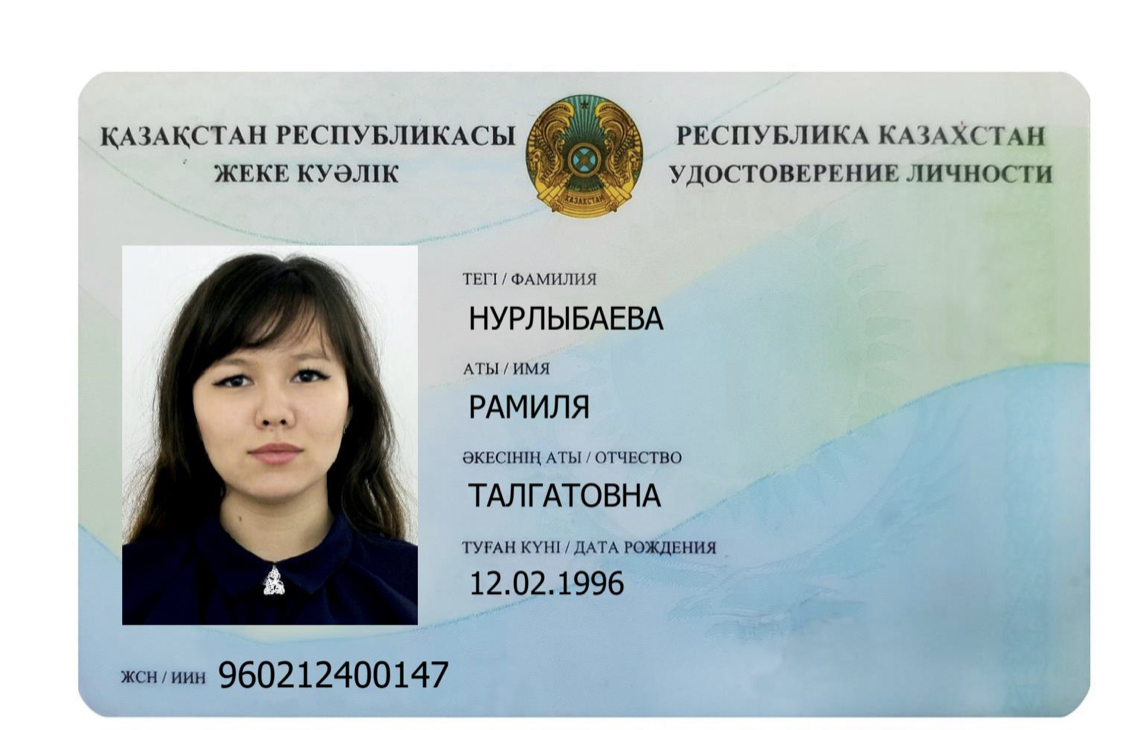 ҚАЗАҚСТАН РЕСПУБЛИКАСЫ
ЖЕКЕ КУӘЛІК
РЕСПУБЛИКА КАЗАХСТАН
УДОСТОВЕРЕНИЕ ЛИЧНОСТИ
ҚАЗАҚСТАН
ТЕГІ / ФАМИЛИЯ
НУРЛЫБАЕВА
АТЫ / ИМЯ
РАМИЛЯ
ӘКЕСІНІҢ АТЫ / ОТЧЕСТВО
ТАЛГАТОВНА
ТУҒАН КҮНІ / ДАТА РОЖДЕНИЯ
12.02.1996
ЖСН / ИИН 960212400147